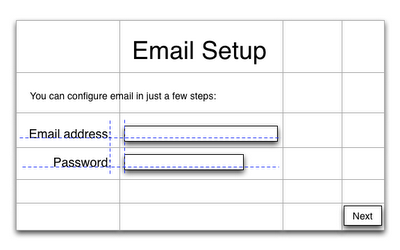 Email Setup
You can configure email in just a few steps:
Email address
Password
Next